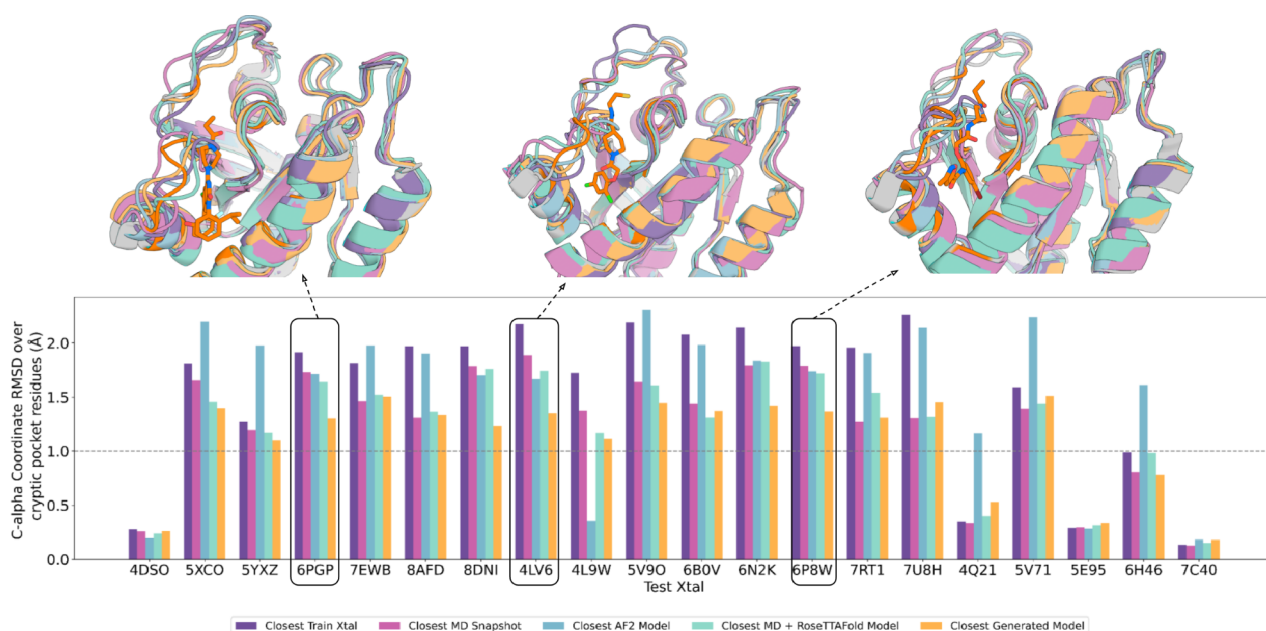 C-alpha Coordinate RMSD over
cryptic pocket residues (Å)
2.0
1.5
1.0
0.5
0.0
4DSO 5XCO 5YXZ 6PGP 7EWB 8AFD 8DNI 4LV6 4L9W 5V9O 6B0V 6N2K 6P8W 7RT1 7U8H 4Q21 5V71 5E95 6H46 7C40
Test Xtal
Closest Train Xtal Closest MD Snapshot Closest AF2 Model Closest MD + RoseTTAFold Model Closest Generated Model